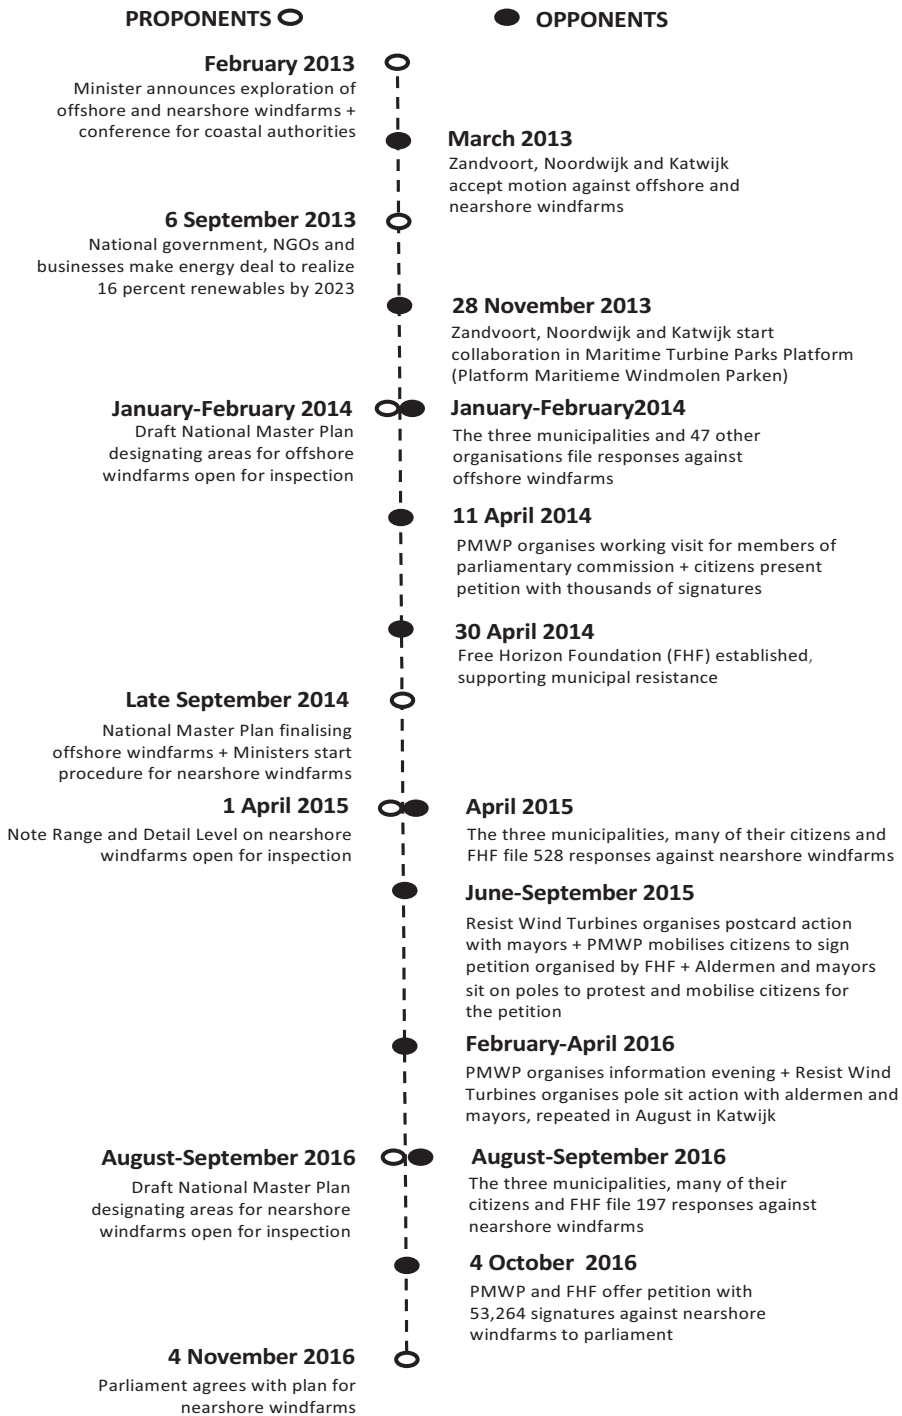 PROPONENTS
OPPONENTS
February 2013
Minister announces exploration of
offshore and nearshore windfarms +
conference for coastal authorities
March 2013
Zandvoort, Noordwijk and Katwijk
accept motion against offshore and
nearshore windfarms
6 September 2013
National government, NGOs and
businesses make energy deal to realize
16 percent renewables by 2023
28 November 2013
Zandvoort, Noordwijk and Katwijk start
collaboration in Maritime Turbine Parks Platform
(Platform Maritieme Windmolen Parken)
January-February 2014
Draft National Master Plan
designating areas for offshore
windfarms open for inspection
January-February2014
The three municipalities and 47 other
organisations file responses against
offshore windfarms
11 April 2014
PMWP organises working visit for members of
parliamentary commission + citizens present
petition with thousands of signatures
30 April 2014
Free Horizon Foundation (FHF) established,
supporting municipal resistance
Late September 2014
National Master Plan finalising
offshore windfarms + Ministers start
procedure for nearshore windfarms
1 April 2015
Note Range and Detail Level on nearshore
windfarms open for inspection
April 2015
The three municipalities, many of their citizens and
FHF file 528 responses against nearshore windfarms
June-September 2015
Resist Wind Turbines organises postcard action
with mayors + PMWP mobilises citizens to sign
petition organised by FHF + Aldermen and mayors
sit on poles to protest and mobilise citizens for
the petition
February-April 2016
PMWP organises information evening + Resist Wind
Turbines organises pole sit action with aldermen and
mayors, repeated in August in Katwijk
August-September 2016
Draft National Master Plan
designating areas for nearshore
windfarms open for inspection
August-September 2016
The three municipalities, many of their
citizens and FHF file 197 responses against
nearshore windfarms
4 October 2016
PMWP and FHF offer petition with
53,264 signatures against nearshore
windfarms to parliament
4 November 2016
Parliament agrees with plan for
nearshore windfarms